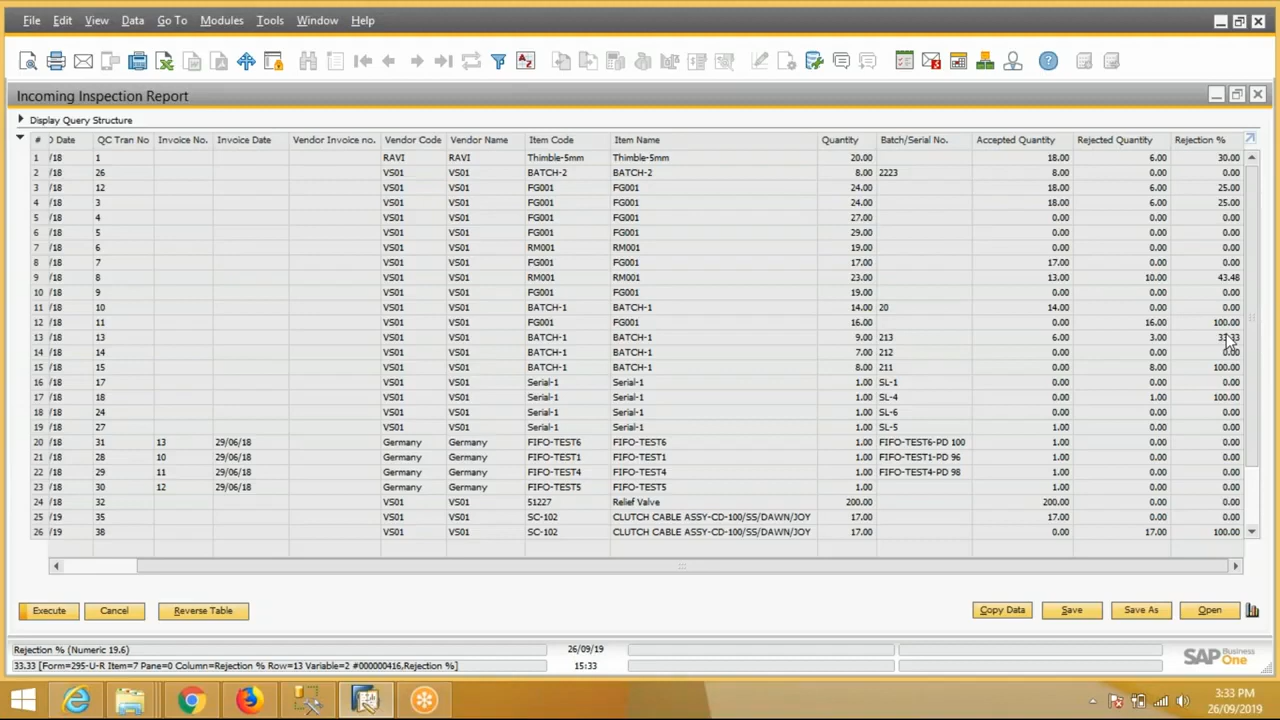 File Edit View Data Go To Modules Tools Window Help
Incoming Inspection Report
Display Query Structure
# Date QC Tran No Invoice No. Invoice Date Vendor Invoice no. Vendor Code Vendor Name Item Code Item Name Quantity Batch/Serial No. Accepted Quantity Rejected Quantity Rejection %
1 /18 1 RAVI RAVI Thimble-5mm Thimble-5mm 20.00 18.00 6.00 30.00
2 /18 26 VS01 VS01 BATCH-2 BATCH-2 8.00 2223 8.00 0.00 0.00
3 /18 12 VS01 VS01 FG001 FG001 24.00 18.00 6.00 25.00
4 /18 3 VS01 VS01 FG001 FG001 24.00 18.00 6.00 25.00
5 /18 4 VS01 VS01 FG001 FG001 27.00 0.00 0.00 0.00
6 /18 5 VS01 VS01 FG001 FG001 29.00 0.00 0.00 0.00
7 /18 6 VS01 VS01 RM001 RM001 19.00 0.00 0.00 0.00
8 /18 7 VS01 VS01 FG001 FG001 17.00 17.00 0.00 0.00
9 /18 8 VS01 VS01 RM001 RM001 23.00 13.00 10.00 43.48
10 /18 9 VS01 VS01 FG001 FG001 19.00 0.00 0.00 0.00
11 /18 10 VS01 VS01 BATCH-1 BATCH-1 14.00 20 14.00 0.00 0.00
12 /18 11 VS01 VS01 FG001 FG001 16.00 0.00 16.00 100.00
13 /18 13 VS01 VS01 BATCH-1 BATCH-1 9.00 213 6.00 3.00 33.33
14 /18 14 VS01 VS01 BATCH-1 BATCH-1 7.00 212 0.00 0.00 0.00
15 /18 15 VS01 VS01 BATCH-1 BATCH-1 8.00 211 0.00 8.00 100.00
16 /18 17 VS01 VS01 Serial-1 Serial-1 1.00 SL-1 1.00 0.00 0.00
17 /18 18 VS01 VS01 Serial-1 Serial-1 1.00 SL-4 0.00 1.00 100.00
18 /18 24 VS01 VS01 Serial-1 Serial-1 1.00 SL-6 0.00 0.00 0.00
19 /18 27 VS01 VS01 Serial-1 Serial-1 1.00 SL-5 1.00 0.00 0.00
20 /18 31 13 29/06/18 Germany Germany FIFO-TEST6 FIFO-TEST6 1.00 FIFO-TEST6-PD 100 1.00 0.00 0.00
21 /18 28 10 29/06/18 Germany Germany FIFO-TEST1 FIFO-TEST1 1.00 FIFO-TEST1-PD 96 1.00 0.00 0.00
22 /18 29 11 29/06/18 Germany Germany FIFO-TEST4 FIFO-TEST4 1.00 FIFO-TEST4-PD 98 1.00 0.00 0.00
23 /18 30 12 29/06/18 Germany Germany FIFO-TEST5 FIFO-TEST5 1.00 1.00 0.00 0.00
24 /18 32 VS01 VS01 51227 Relief Valve 200.00 200.00 0.00 0.00
25 /19 35 VS01 VS01 SC-102 CLUTCH CABLE ASSY-CD-100/SS/DAWN/JOY 17.00 17.00 0.00 0.00
26 /19 38 VS01 VS01 SC-102 CLUTCH CABLE ASSY-CD-100/SS/DAWN/JOY 17.00 0.00 17.00 100.00
Execute Cancel Reverse Table Copy Data Save Save As Open
Rejection % (Numeric 19.6) 26/09/19
33.33 [Form=295-U-R Item=7 Pane=0 Column=Rejection % Row=13 Variable=2 #000000416,Rejection %] 15:33
SAP Business One
3:33 PM
26/09/2019